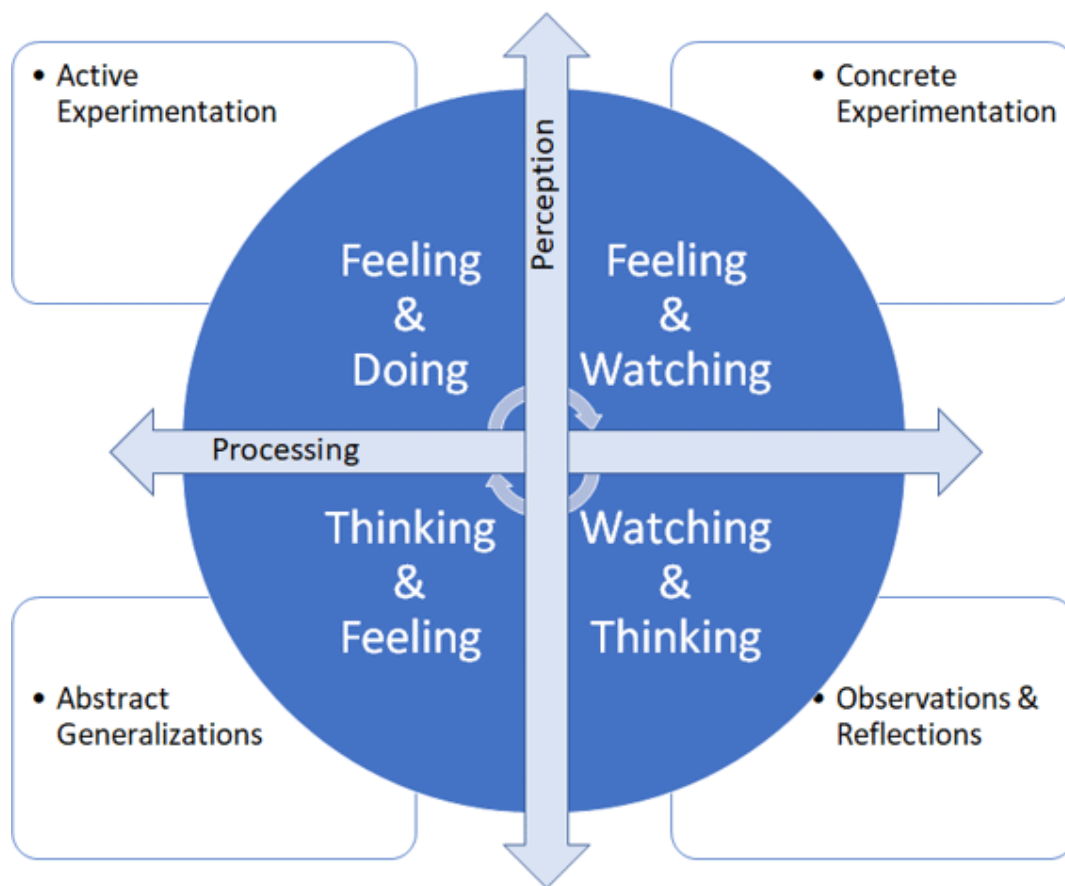 • Active
Experimentation
• Concrete
Experimentation
Perception
Feeling
&
Doing
Feeling
&
Watching
Processing
Thinking
&
Feeling
Watching
&
Thinking
• Abstract
Generalizations
• Observations &
Reflections